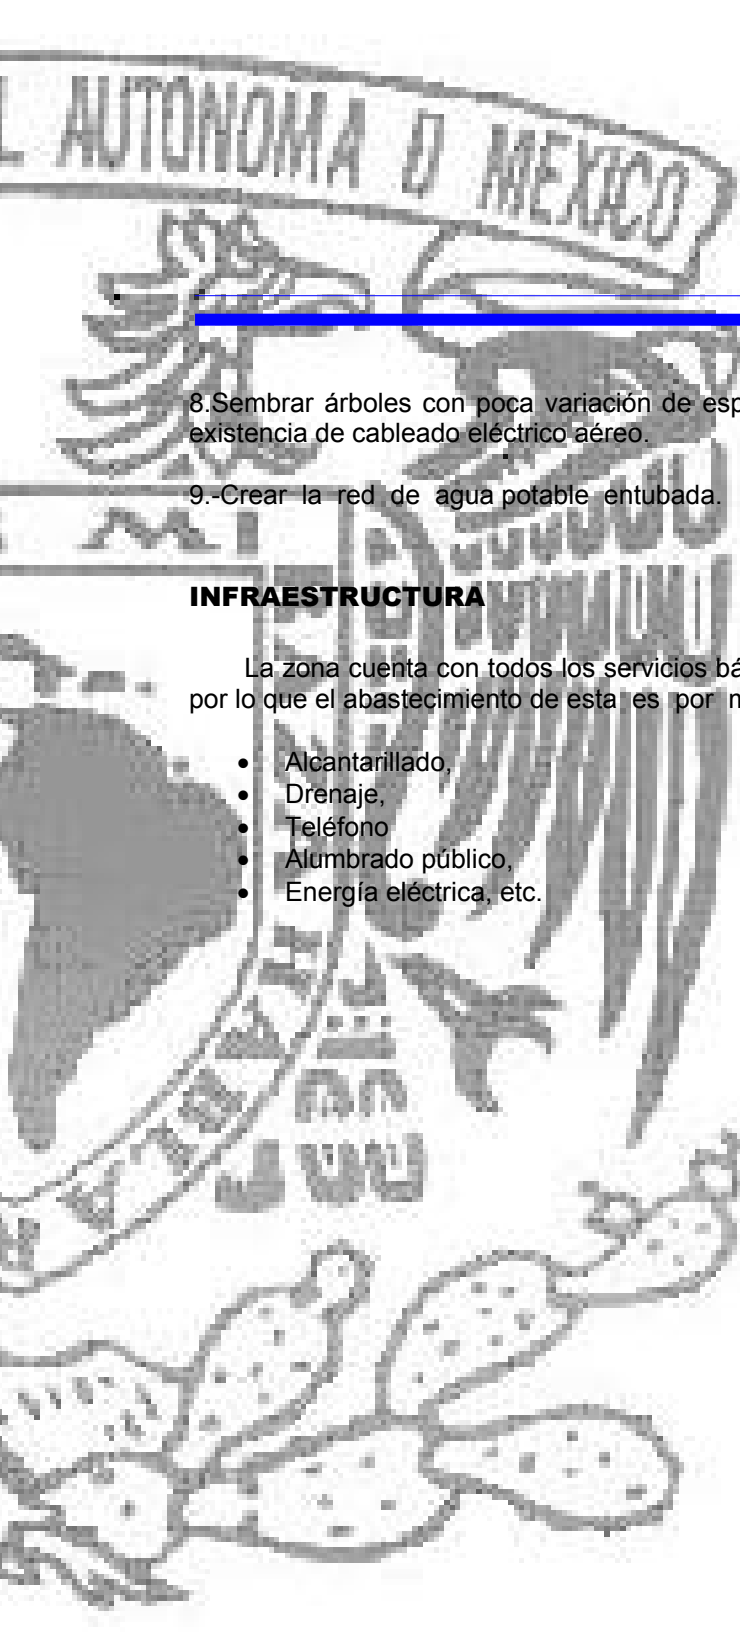 L AUTONOMA D MEXICO
8.Sembrar árboles con poca variación de esp
existencia de cableado eléctrico aéreo.
9.-Crear la red de agua potable entubada.
INFRAESTRUCTURA
La zona cuenta con todos los servicios bá
por lo que el abastecimiento de esta es por m
• Alcantarillado,
• Drenaje,
• Teléfono
• Alumbrado público,
• Energía eléctrica, etc.